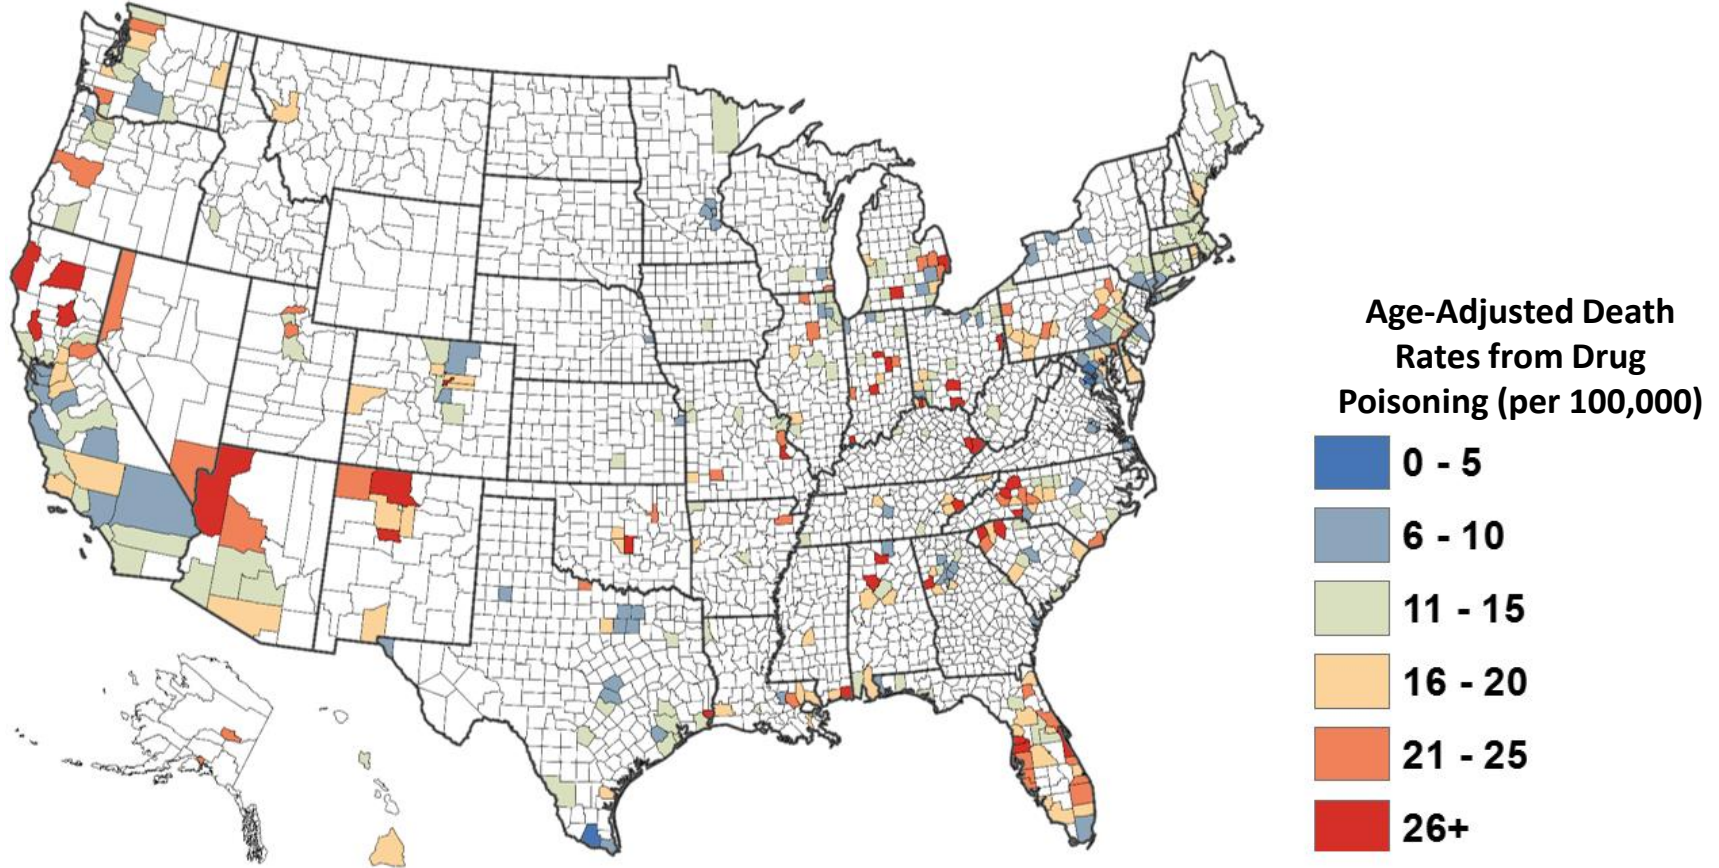 Age-Adjusted Death
Rates from Drug
Poisoning (per 100,000)
0 - 5
6 - 10
11 - 15
16 - 20
21 - 25
26+